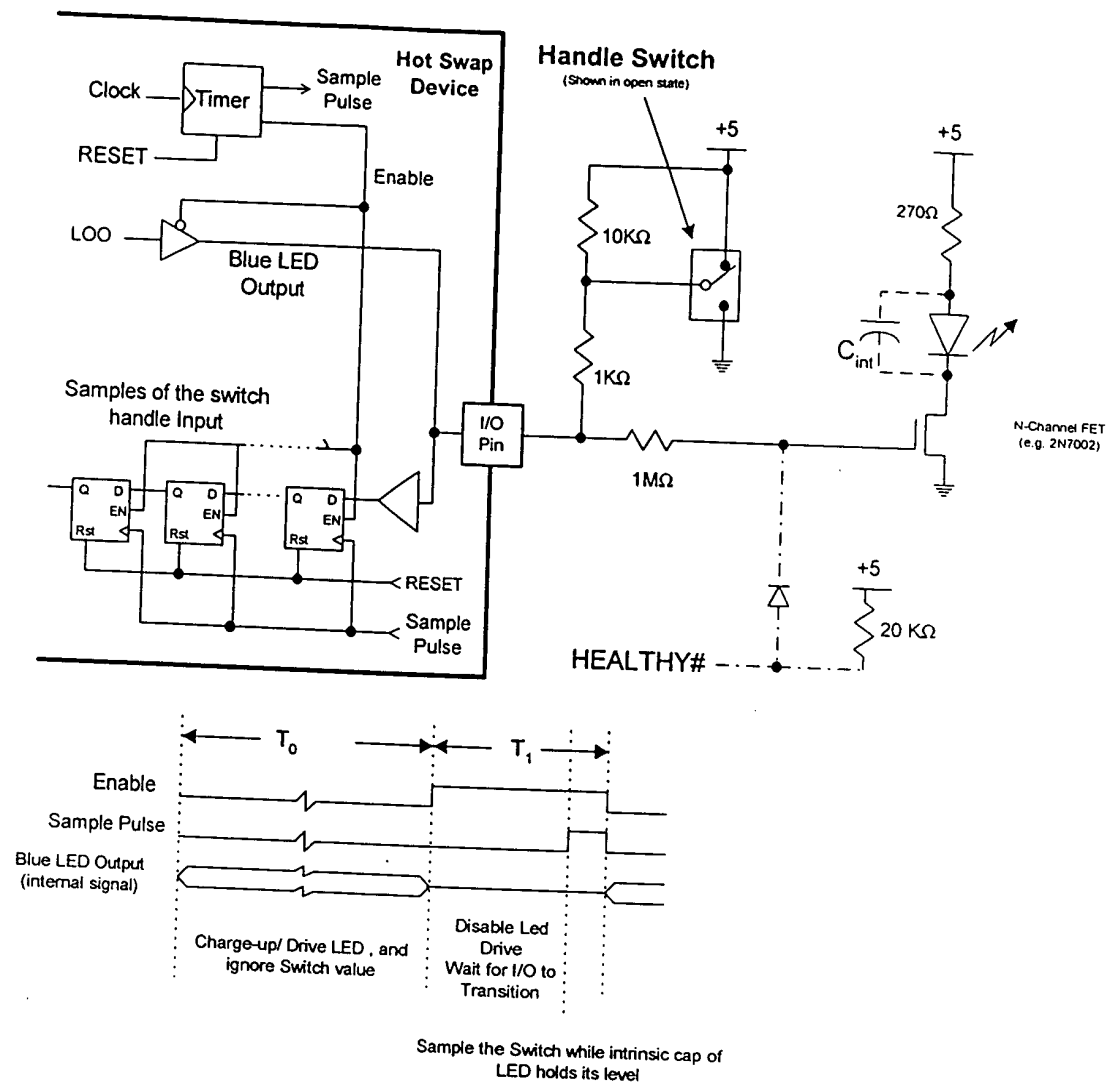 Hot Swap
Device
Clock
Timer
Sample
Pulse
RESET
Enable
LOO
Blue LED
Output
Samples of the switch
handle Input
Q D
EN
Rst
Q D
EN
Rst
Q D
EN
Rst
RESET
Sample
Pulse
I/O
Pin
Handle Switch
(Shown in open state)
+5
10KΩ
1KΩ
1MΩ
+5
270Ω
Cint
N-Channel FET
(e.g. 2N7002)
+5
20 KΩ
HEALTHY#
T0
T1
Enable
Sample Pulse
Blue LED Output
(internal signal)
Charge-up/ Drive LED , and
ignore Switch value
Disable Led
Drive
Wait for I/O to
Transition
Sample the Switch while intrinsic cap of
LED holds its level